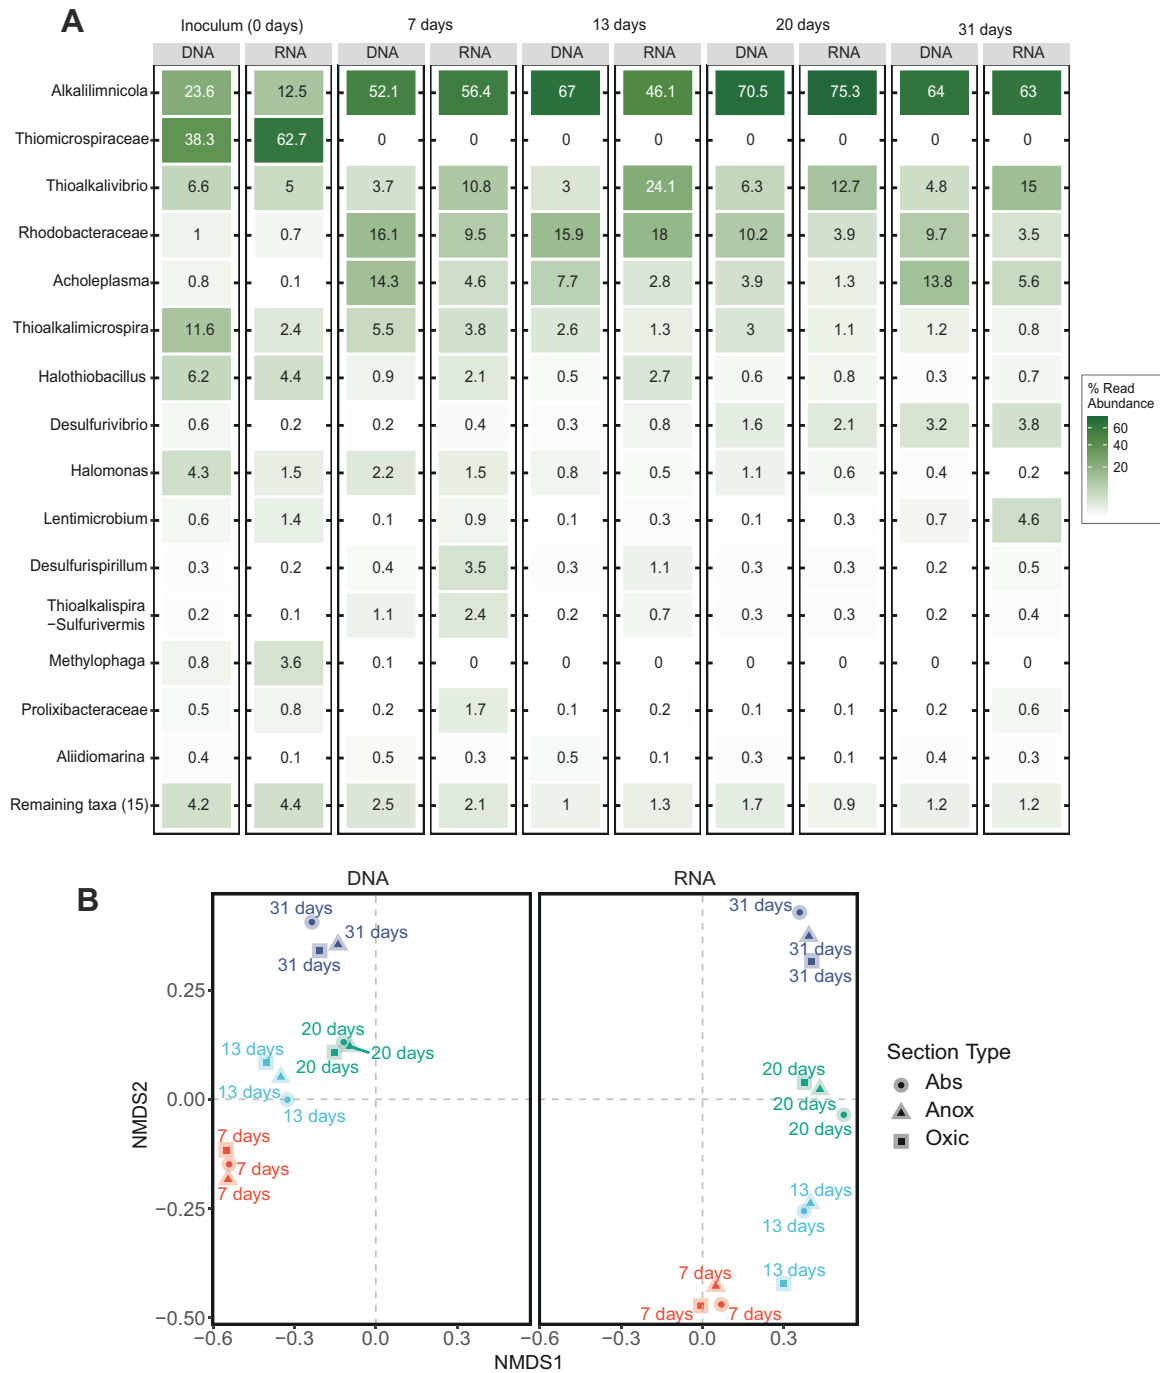 A
Inoculum (0 days) 7 days 13 days 20 days 31 days
DNA RNA DNA RNA DNA RNA DNA RNA DNA RNA
Alkalilimnicola 23.6 12.5 52.1 56.4 67 46.1 70.5 75.3 64 63
Thiomicrospiraceae 38.3 62.7 0 0 0 0 0 0 0 0
Thioalkalivibrio 6.6 5 3.7 10.8 3 24.1 6.3 12.7 4.8 15
Rhodobacteraceae 1 0.7 16.1 9.5 15.9 18 10.2 3.9 9.7 3.5
Acholeplasma 0.8 0.1 14.3 4.6 7.7 2.8 3.9 1.3 13.8 5.6
Thioalkalimicrospira 11.6 2.4 5.5 3.8 2.6 1.3 3 1.1 1.2 0.8
Halothiobacillus 6.2 4.4 0.9 2.1 0.5 2.7 0.6 0.8 0.3 0.7
Desulfurivibrio 0.6 0.2 0.2 0.4 0.3 0.8 1.6 2.1 3.2 3.8
Halomonas 4.3 1.5 2.2 1.5 0.8 0.5 1.1 0.6 0.4 0.2
Lentimicrobium 0.6 1.4 0.1 0.9 0.1 0.3 0.1 0.3 0.7 4.6
Desulfurispirillum 0.3 0.2 0.4 3.5 0.3 1.1 0.3 0.3 0.2 0.5
Thioalkalispira
−Sulfurivermis 0.2 0.1 1.1 2.4 0.2 0.7 0.3 0.3 0.2 0.4
Methylophaga 0.8 3.6 0.1 0 0 0 0 0 0 0
Prolixibacteraceae 0.5 0.8 0.2 1.7 0.1 0.2 0.1 0.1 0.2 0.6
Aliidiomarina 0.4 0.1 0.5 0.3 0.5 0.1 0.3 0.1 0.4 0.3
Remaining taxa (15) 4.2 4.4 2.5 2.1 1 1.3 1.7 0.9 1.2 1.2
% Read
Abundance
60
40
20
B
DNA RNA
NMDS2
0.25
0.00
−0.25
−0.50
31 days
31 days
31 days
20 days
20 days
20 days
13 days
13 days
13 days
7 days
7 days
7 days
31 days
31 days
31 days
20 days
20 days
20 days
13 days
13 days
13 days
7 days
7 days
7 days
−0.6 −0.3 0.0 0.3 −0.6 −0.3 0.0 0.3
NMDS1
Section Type
Abs
Anox
Oxic